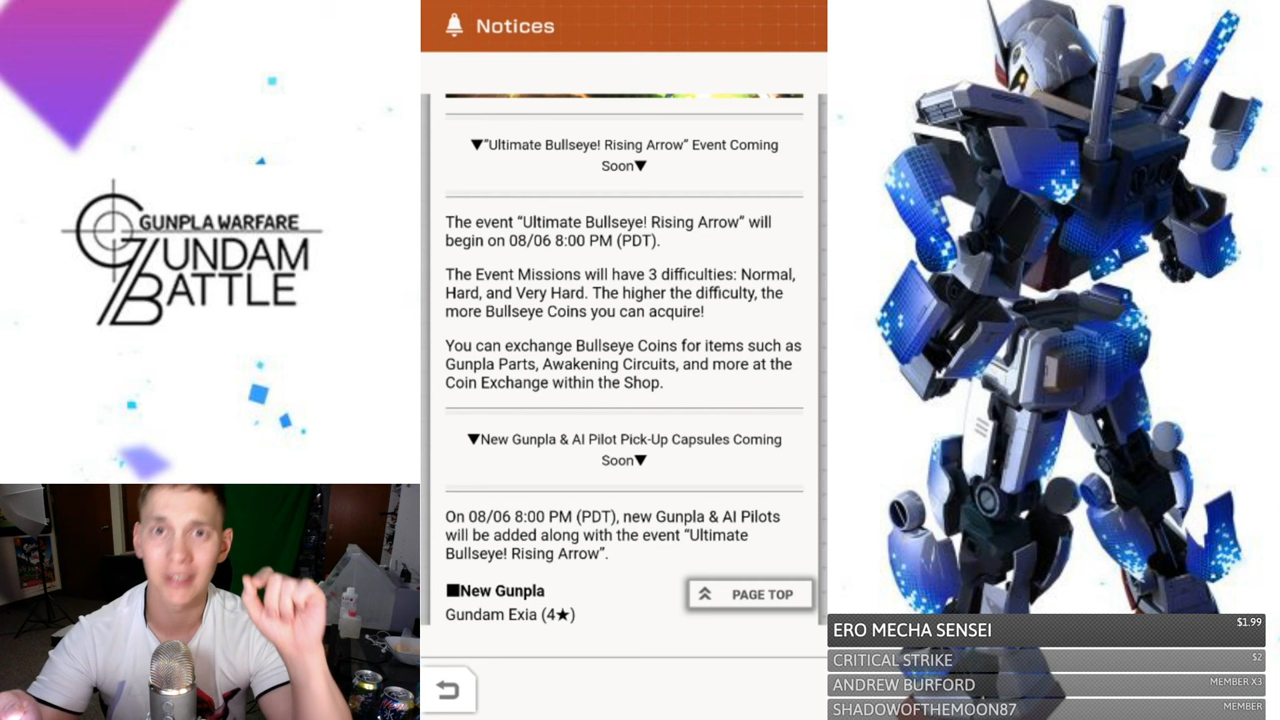 GUNPLA WARFARE
GUNDAM
BATTLE
Notices
▼"Ultimate Bullseye! Rising Arrow" Event Coming
Soon▼
The event “Ultimate Bullseye! Rising Arrow” will
begin on 08/06 8:00 PM (PDT).
The Event Missions will have 3 difficulties: Normal,
Hard, and Very Hard. The higher the difficulty, the
more Bullseye Coins you can acquire!
You can exchange Bullseye Coins for items such as
Gunpla Parts, Awakening Circuits, and more at the
Coin Exchange within the Shop.
▼New Gunpla & AI Pilot Pick-Up Capsules Coming
Soon▼
On 08/06 8:00 PM (PDT), new Gunpla & AI Pilots
will be added along with the event “Ultimate
Bullseye! Rising Arrow”.
■New Gunpla
Gundam Exia (4★)
PAGE TOP
ERO MECHA SENSEI $1.99
CRITICAL STRIKE $2
ANDREW BURFORD MEMBER X3
SHADOWOFTHEMOON87 MEMBER